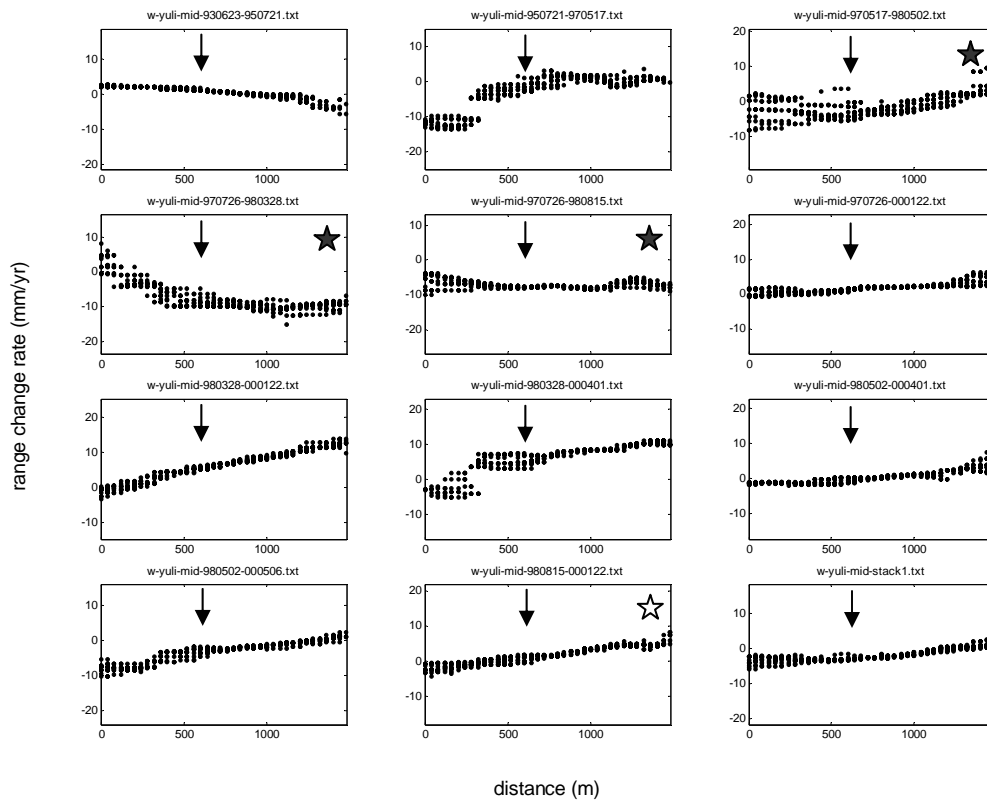 range change rate (mm/yr)
w-yuli-mid-930623-950721.txt
10
0
-10
-20
0 500 1000
w-yuli-mid-950721-970517.txt
10
0
-10
-20
0 500 1000
w-yuli-mid-970517-980502.txt
20
10
0
-10
0 500 1000
w-yuli-mid-970726-980328.txt
10
0
-10
-20
0 500 1000
w-yuli-mid-970726-980815.txt
10
0
-10
-20
0 500 1000
w-yuli-mid-970726-000122.txt
20
10
0
-10
0 500 1000
w-yuli-mid-980328-000122.txt
20
10
0
-10
0 500 1000
w-yuli-mid-980328-000401.txt
20
10
0
-10
0 500 1000
w-yuli-mid-980502-000401.txt
20
10
0
-10
0 500 1000
w-yuli-mid-980502-000506.txt
10
0
-10
0 500 1000
w-yuli-mid-980815-000122.txt
10
0
-10
0 500 1000
w-yuli-mid-stack1.txt
10
0
-10
-20
0 500 1000
distance (m)